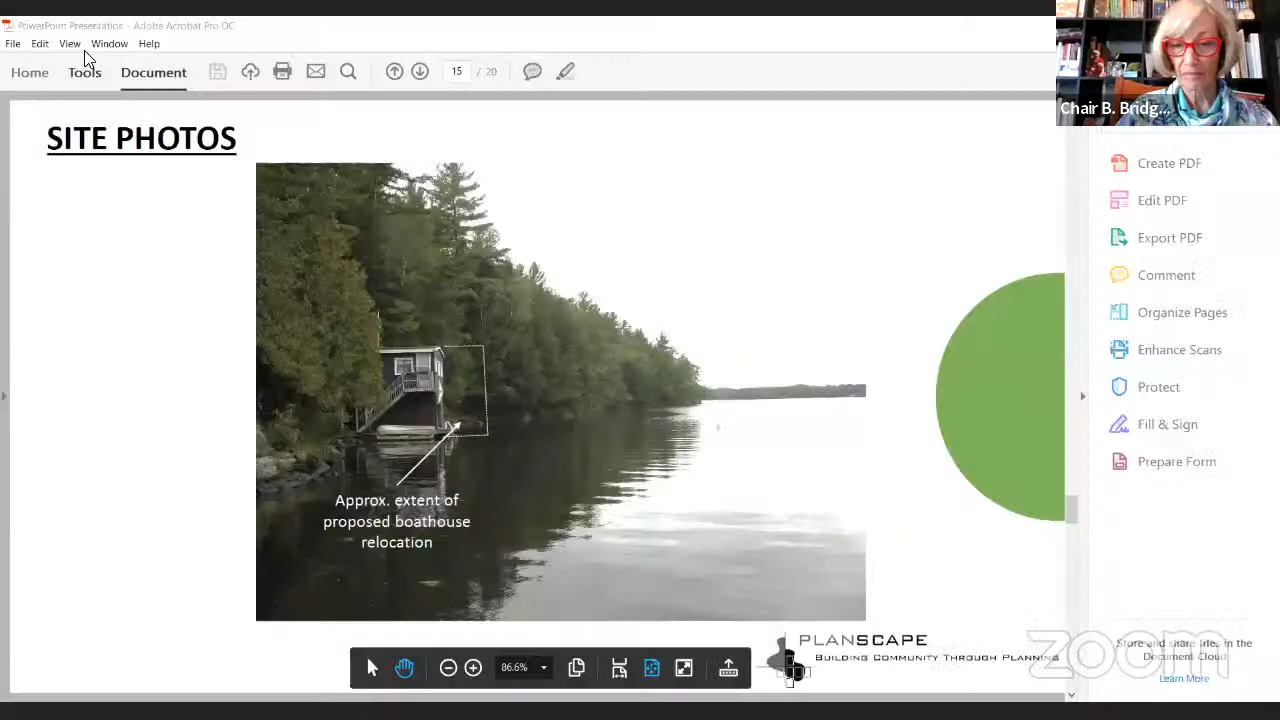 PowerPoint Presentation - Adobe Acrobat Pro DC
File Edit View Window Help
Home Tools Document 15 / 20
Chair B. Bridg...
SITE PHOTOS
Create PDF
Edit PDF
Export PDF
Comment
Organize Pages
Enhance Scans
Protect
Fill & Sign
Prepare Form
Approx. extent of
proposed boathouse
relocation
PLANSCAPE
BUILDING COMMUNITY THROUGH PLANNING
86.6%
zoom
Store and share files in the
Document Cloud
Learn More